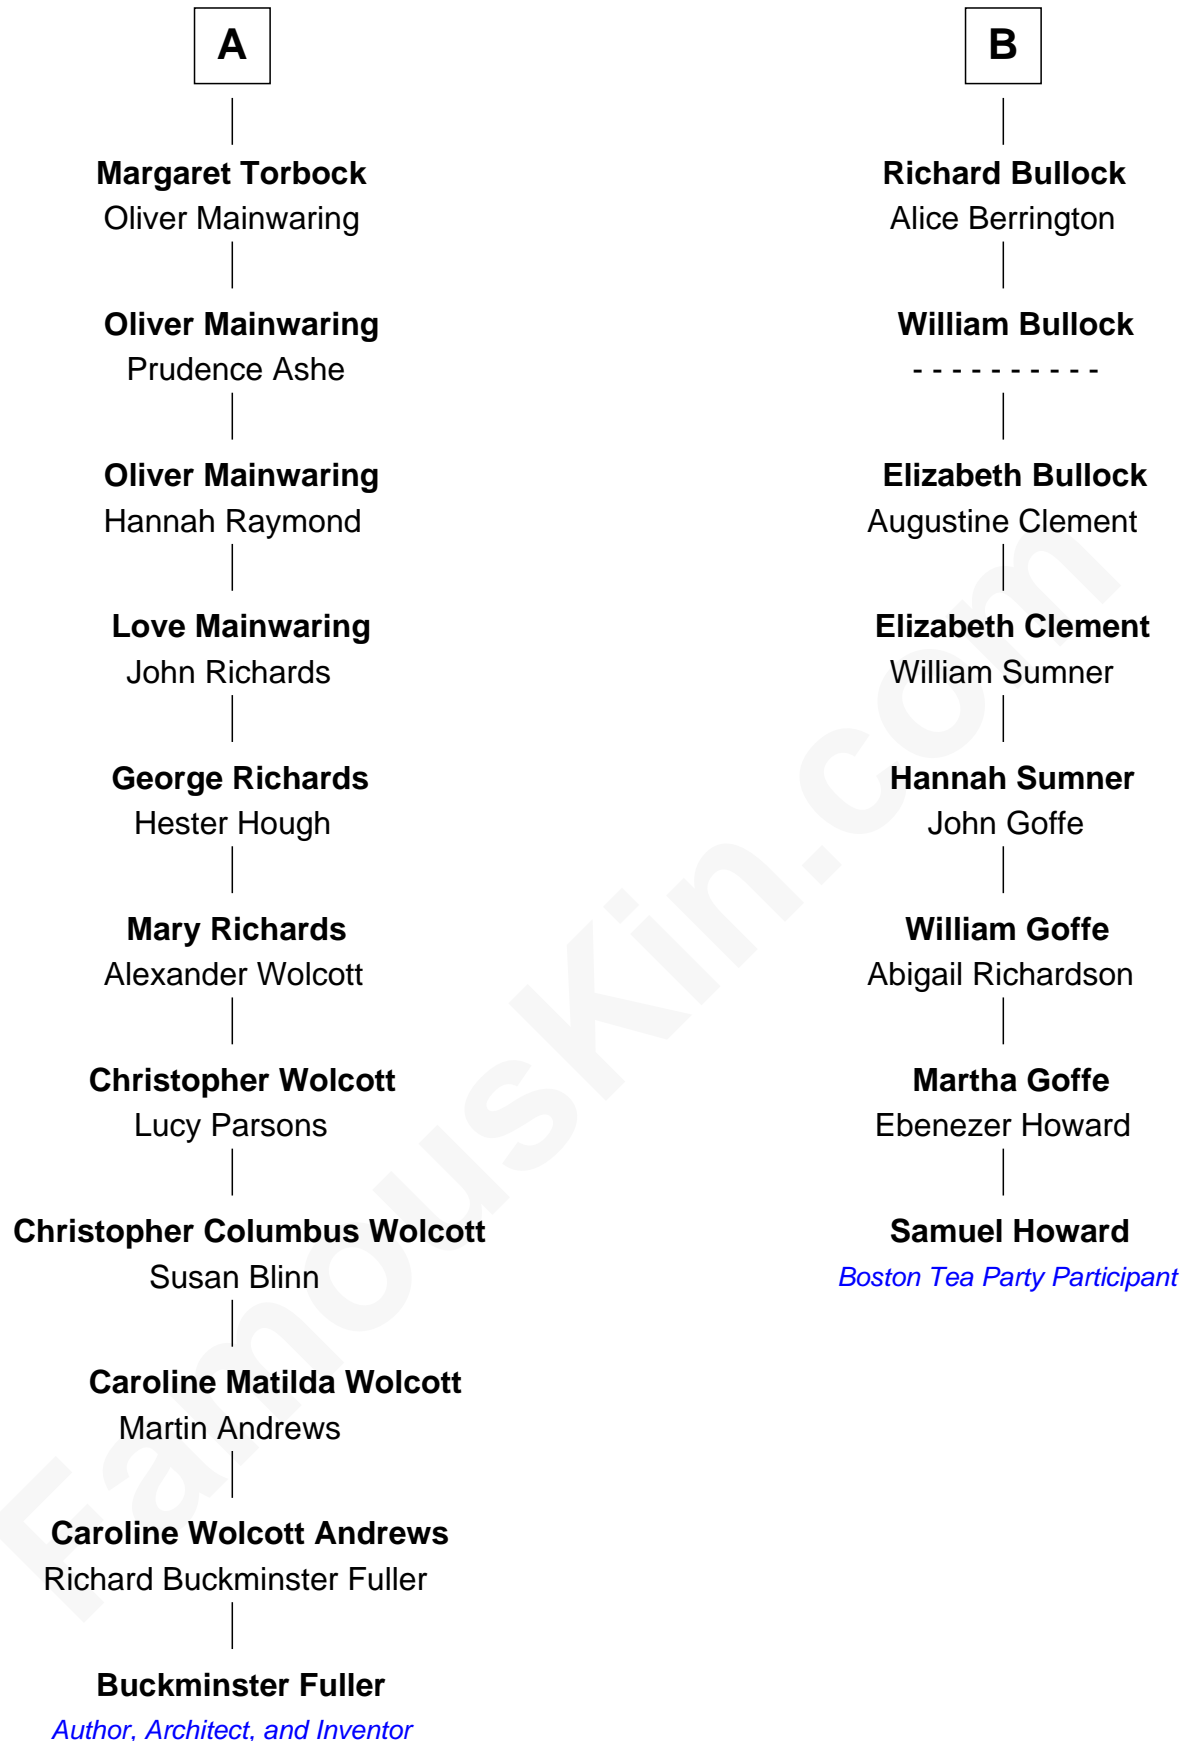 A
Margaret Torbock
Oliver Mainwaring
Oliver Mainwaring
Prudence Ashe
Oliver Mainwaring
Hannah Raymond
Love Mainwaring
John Richards
George Richards
Hester Hough
Mary Richards
Alexander Wolcott
Christopher Wolcott
Lucy Parsons
Christopher Columbus Wolcott
Susan Blinn
Caroline Matilda Wolcott
Martin Andrews
Caroline Wolcott Andrews
Richard Buckminster Fuller
Buckminster Fuller
Author, Architect, and Inventor
B
Richard Bullock
Alice Berrington
William Bullock
- - - - - - - - - -
Elizabeth Bullock
Augustine Clement
Elizabeth Clement
William Sumner
Hannah Sumner
John Goffe
William Goffe
Abigail Richardson
Martha Goffe
Ebenezer Howard
Samuel Howard
Boston Tea Party Participant
FamousKin.com